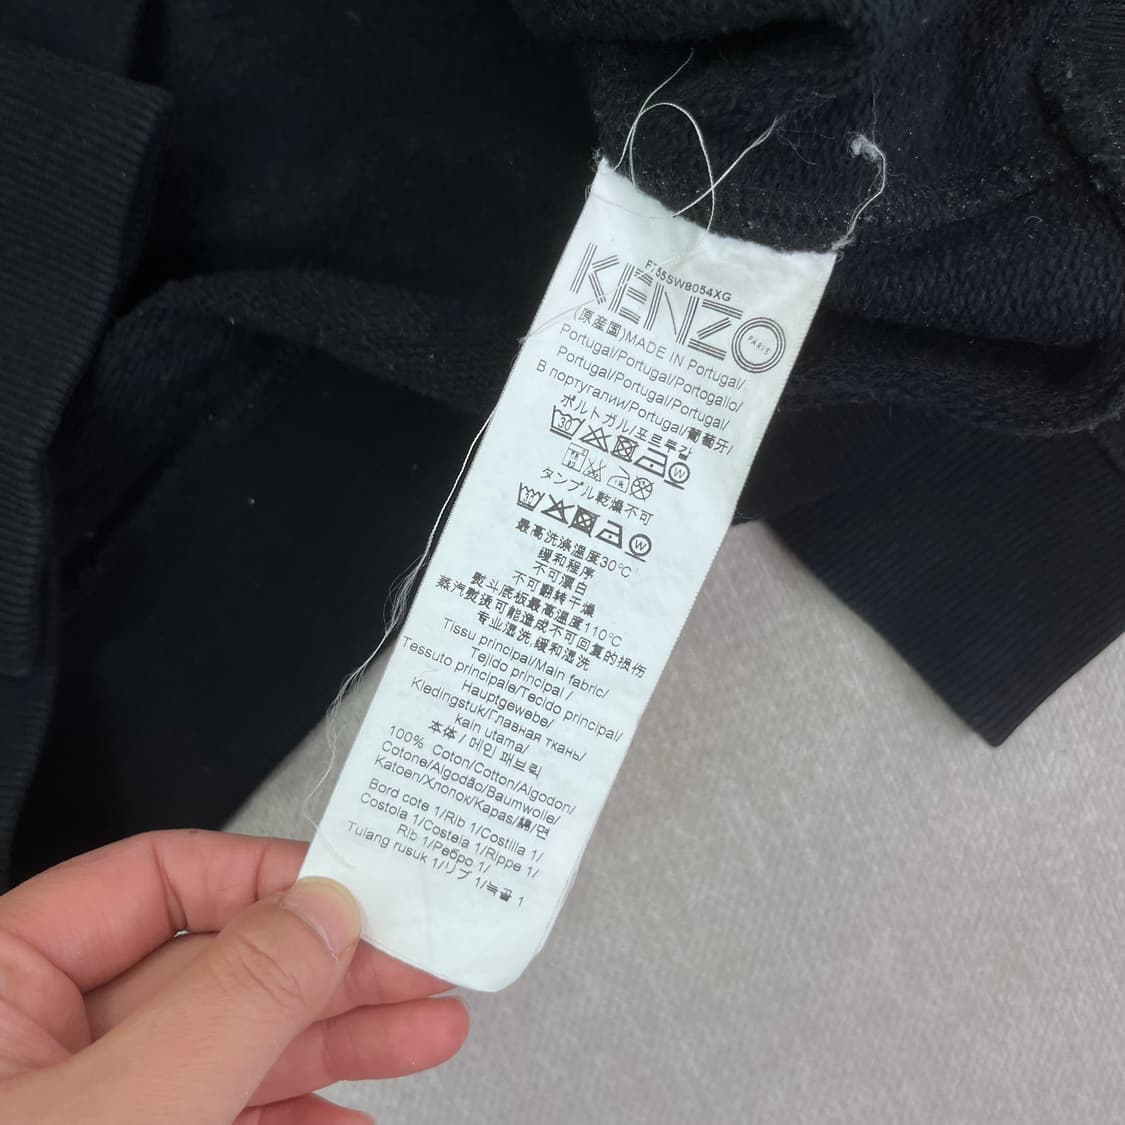 F755SW8054XG
KENZO
PARIS
(原産国)MADE IN Portugal/
Portugal/Portugal/Portogallo/
Portugal/Portugal/Portugal/
В португалии/Portugal/葡萄牙/
ポルトガル/포르투갈
30
W
タンブル乾燥不可
30
W
最高洗涤温度30°C
缓和程序
不可漂白
不可翻转干燥
熨斗底板最高温度110°C
蒸汽熨烫可能造成不可回复的损伤
专业湿洗,缓和湿洗
Tissu principal/Main fabric/
Tejido principal /
Tessuto principale/Tecido principal/
Hauptgewebe/
Kledingstuk/Главная ткань/
kain utama/
本体 / 메인 패브릭
100% Coton/Cotton/Algodon/
Cotone/Algodão/Baumwolle/
Katoen/Хлопок/Kapas/綿/면
Bord cote 1/Rib 1/Costilla 1/
Costola 1/Costela 1/Rippe 1/
Rib 1/Ребро 1/
Tulang rusuk 1/リブ 1/늑골 1